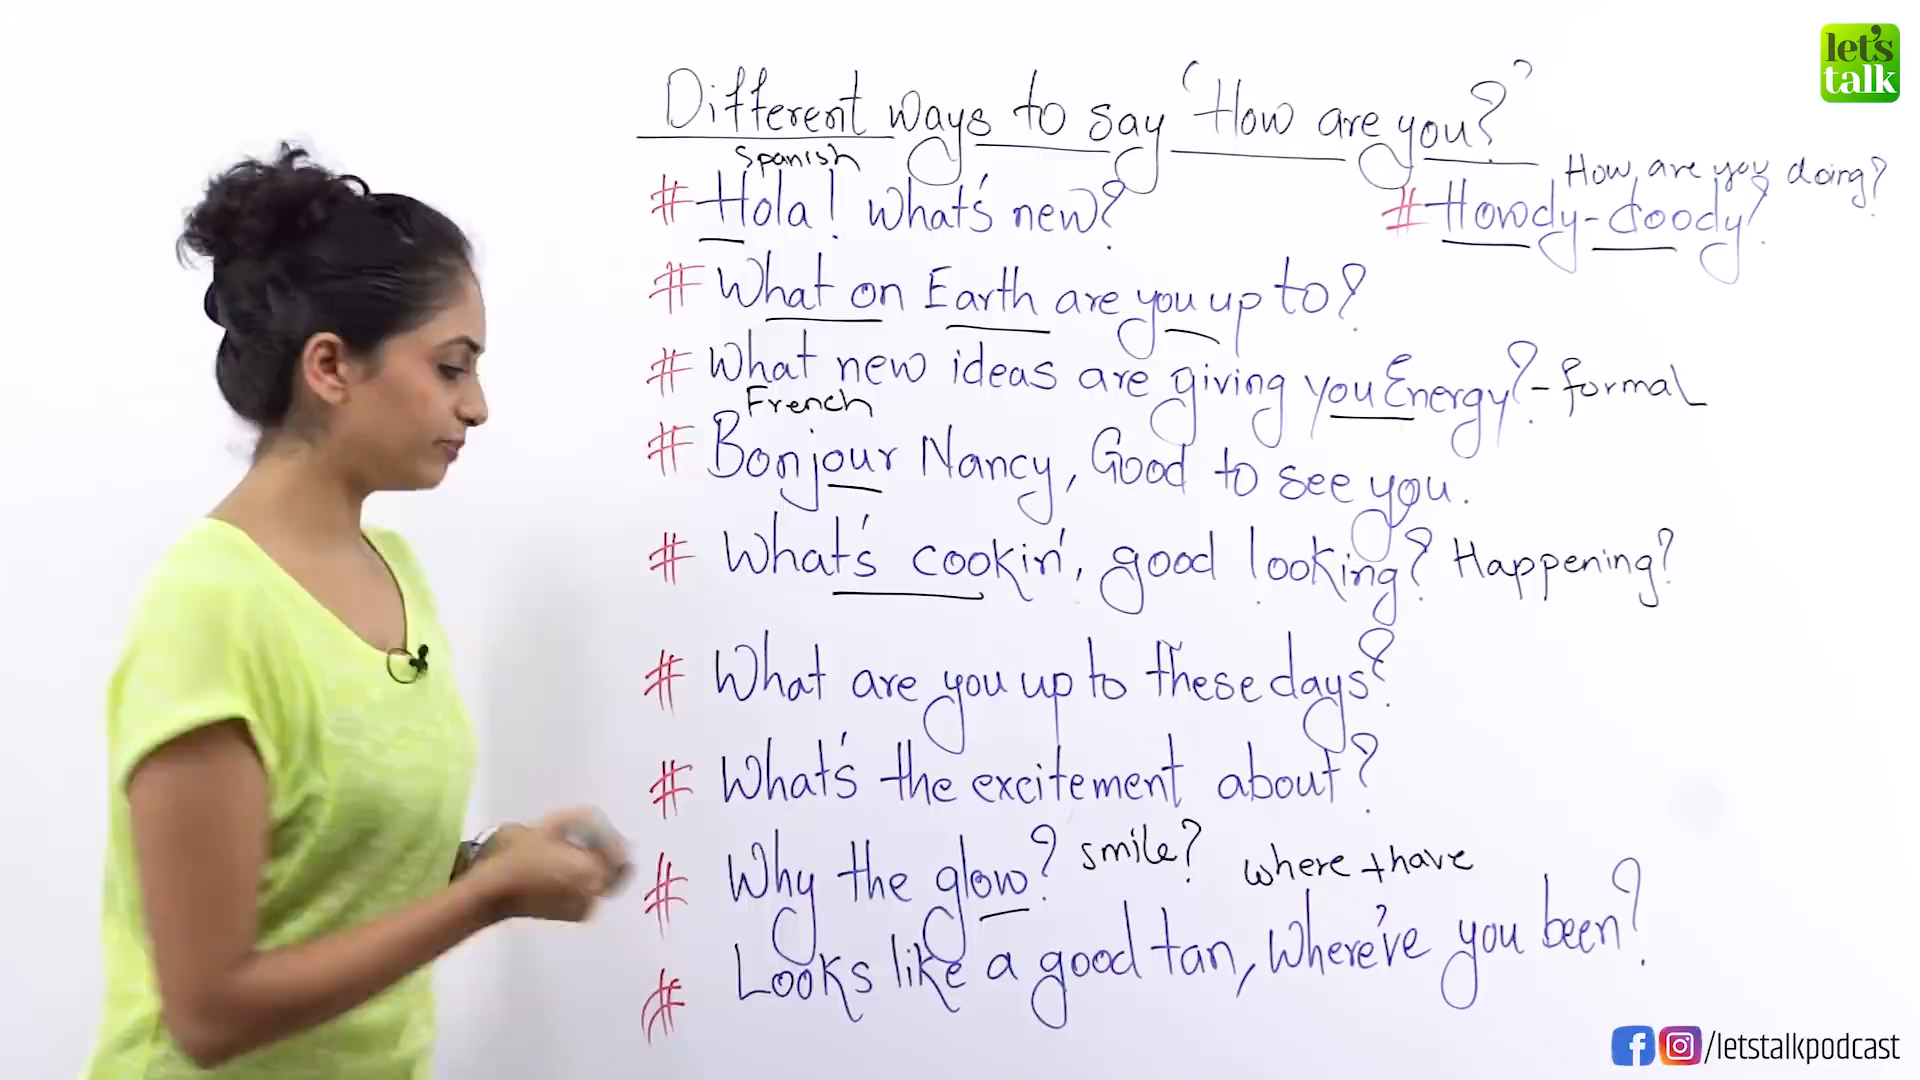 let's
talk
Different ways to say 'How are you?'
Spanish
How are you doing?
# Hola! What's new?
# Howdy-doody?
# What on Earth are you up to?
# What new ideas are giving you Energy? - formal
French
# Bonjour Nancy, Good to see you.
# What's cookin', good looking? Happening?
# What are you up to these days?
# What's the excitement about?
# Why the glow? smile?
where + have
# Looks like a good tan, Where've you been?
/letstalkpodcast